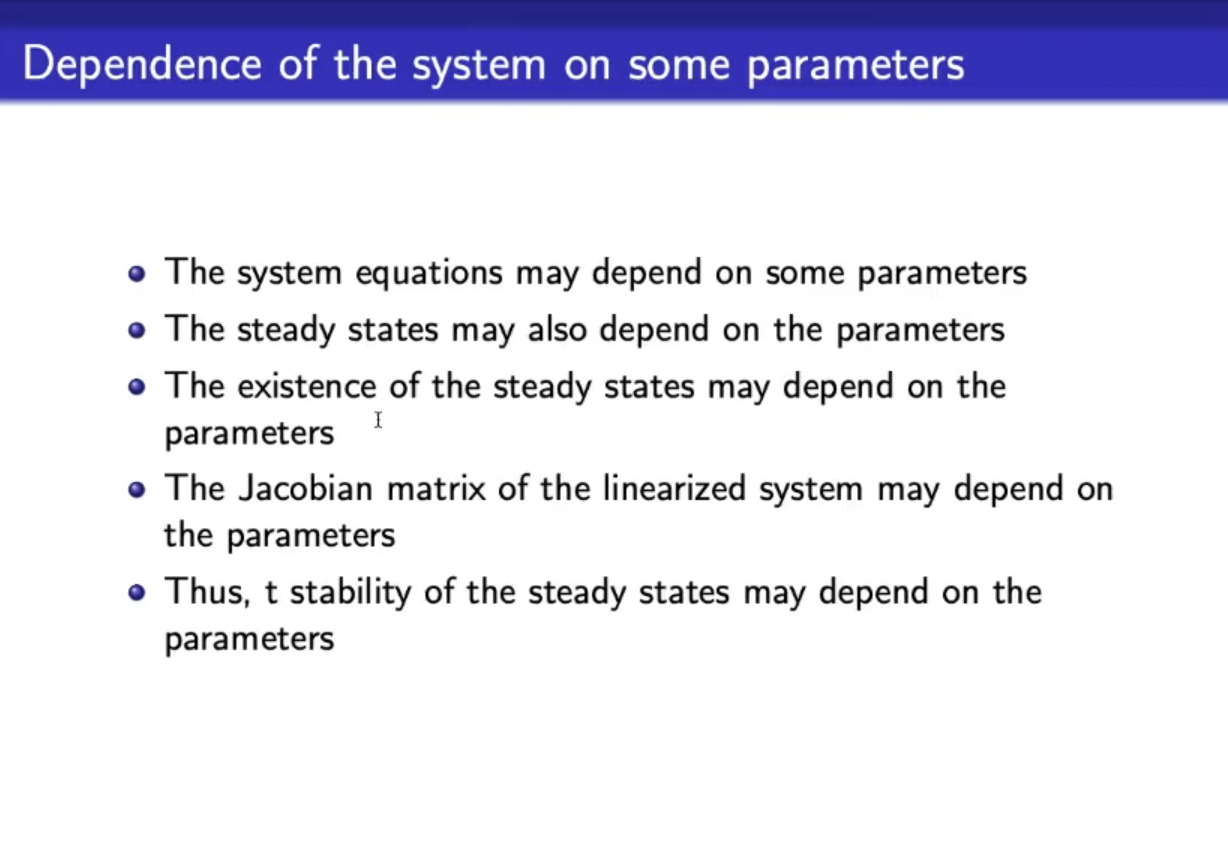 Dependence of the system on some parameters
The system equations may depend on some parameters
The steady states may also depend on the parameters
The existence of the steady states may depend on the
parameters
The Jacobian matrix of the linearized system may depend on
the parameters
Thus, t stability of the steady states may depend on the
parameters